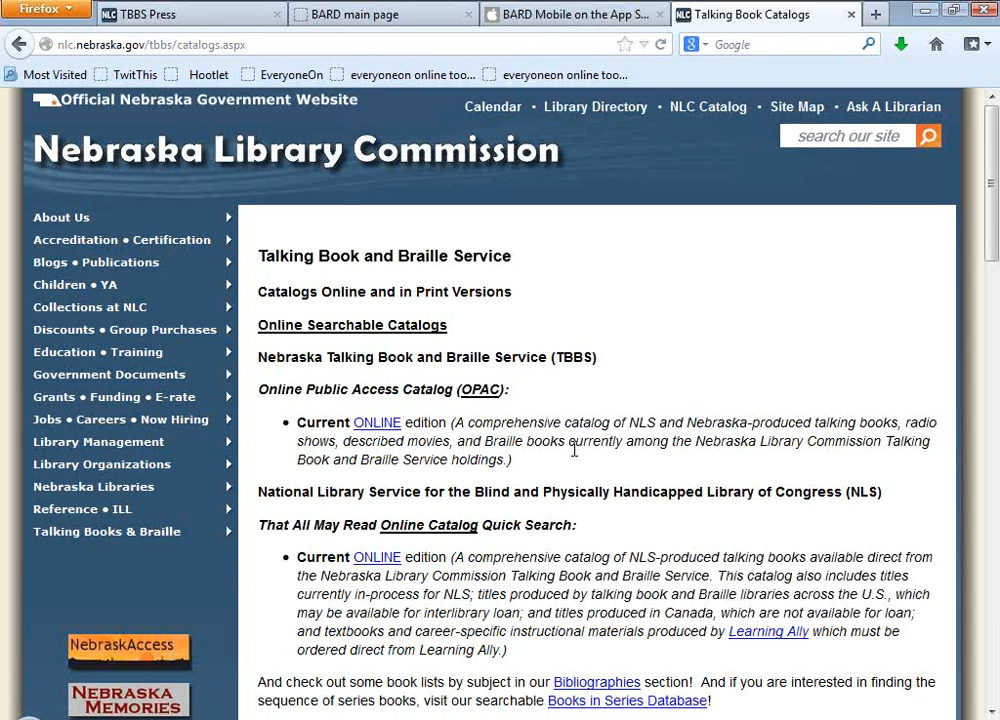 Firefox
TBBS Press
BARD main page
BARD Mobile on the App S...
Talking Book Catalogs
nlc.nebraska.gov/tbbs/catalogs.aspx
Google
Most Visited
TwitThis
Hootlet
EveryoneOn
everyoneon online too...
everyoneon online too...
Official Nebraska Government Website
Calendar • Library Directory • NLC Catalog • Site Map • Ask A Librarian
search our site
Nebraska Library Commission
About Us
Accreditation • Certification
Blogs • Publications
Children • YA
Collections at NLC
Discounts • Group Purchases
Education • Training
Government Documents
Grants • Funding • E-rate
Jobs • Careers • Now Hiring
Library Management
Library Organizations
Nebraska Libraries
Reference • ILL
Talking Books & Braille
NebraskAccess
NEBRASKA
MEMORIES
Talking Book and Braille Service
Catalogs Online and in Print Versions
Online Searchable Catalogs
Nebraska Talking Book and Braille Service (TBBS)
Online Public Access Catalog (OPAC):
• Current ONLINE edition (A comprehensive catalog of NLS and Nebraska-produced talking books, radio
shows, described movies, and Braille books currently among the Nebraska Library Commission Talking
Book and Braille Service holdings.)
National Library Service for the Blind and Physically Handicapped Library of Congress (NLS)
That All May Read Online Catalog Quick Search:
• Current ONLINE edition (A comprehensive catalog of NLS-produced talking books available direct from
the Nebraska Library Commission Talking Book and Braille Service. This catalog also includes titles
currently in-process for NLS; titles produced by talking book and Braille libraries across the U.S., which
may be available for interlibrary loan; and titles produced in Canada, which are not available for loan;
and textbooks and career-specific instructional materials produced by Learning Ally which must be
ordered direct from Learning Ally.)
And check out some book lists by subject in our Bibliographies section! And if you are interested in finding the
sequence of series books, visit our searchable Books in Series Database!